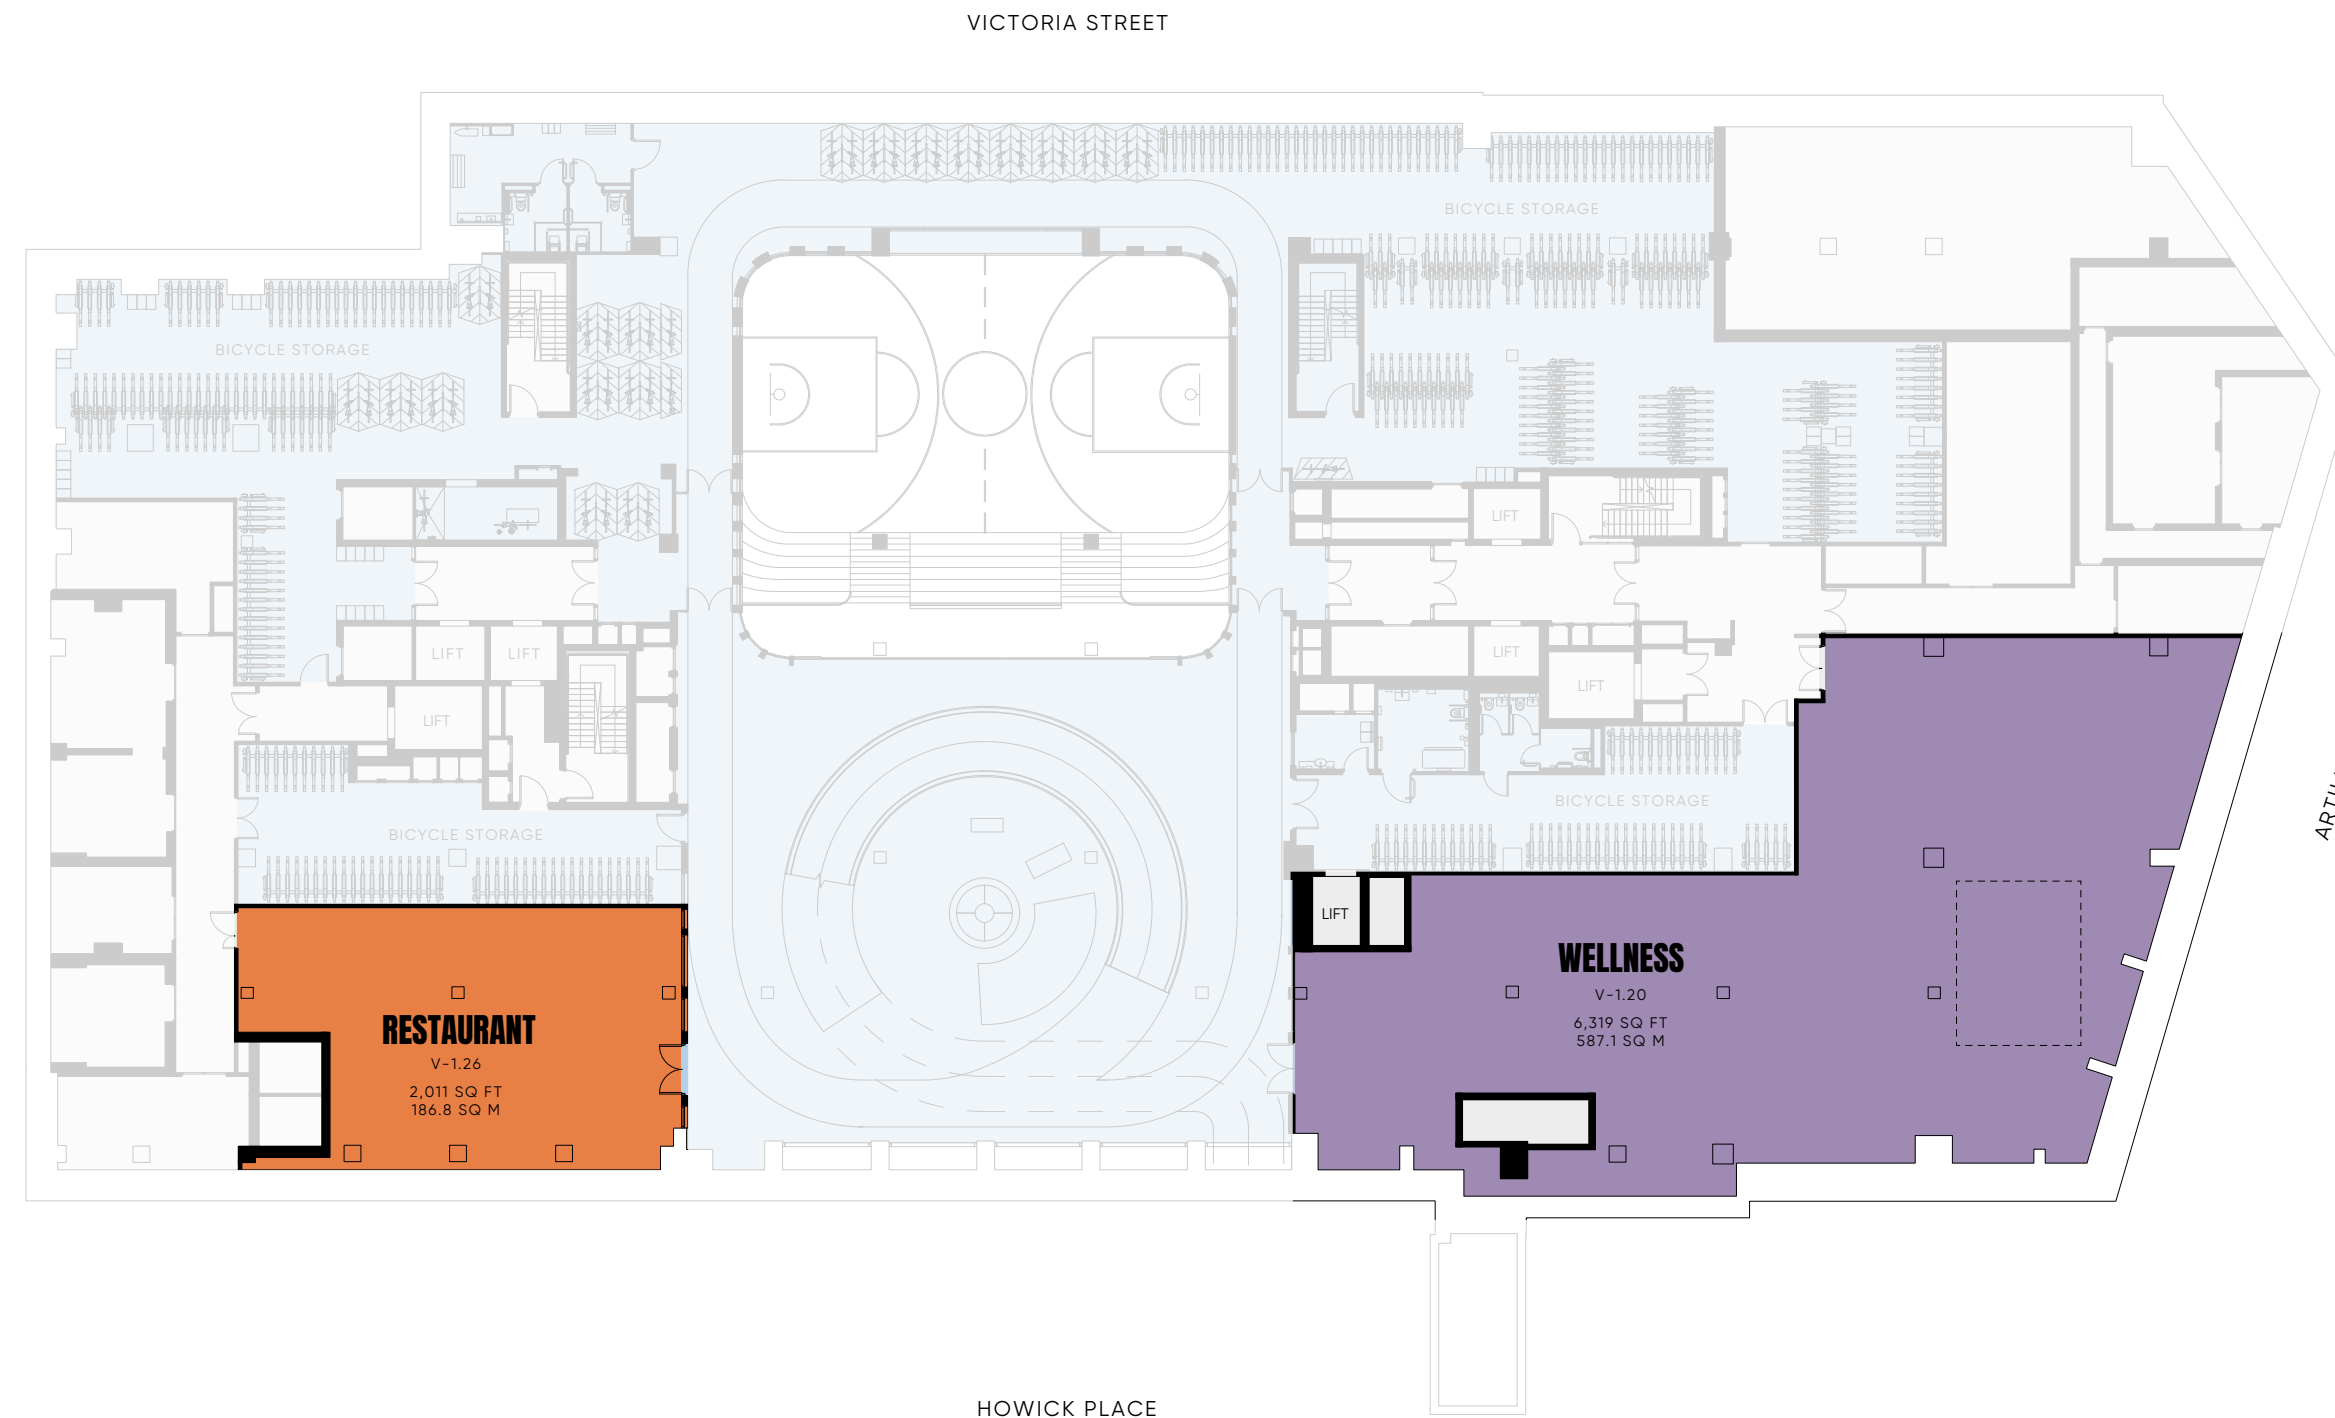 VICTORIA STREET
BICYCLE STORAGE
BICYCLE STORAGE
LIFT
LIFT
LIFT
LIFT
LIFT
LIFT
BICYCLE STORAGE
BICYCLE STORAGE
LIFT
RESTAURANT
V-1.26
2,011 SQ FT
186.8 SQ M
WELLNESS
V-1.20
6,319 SQ FT
587.1 SQ M
HOWICK PLACE